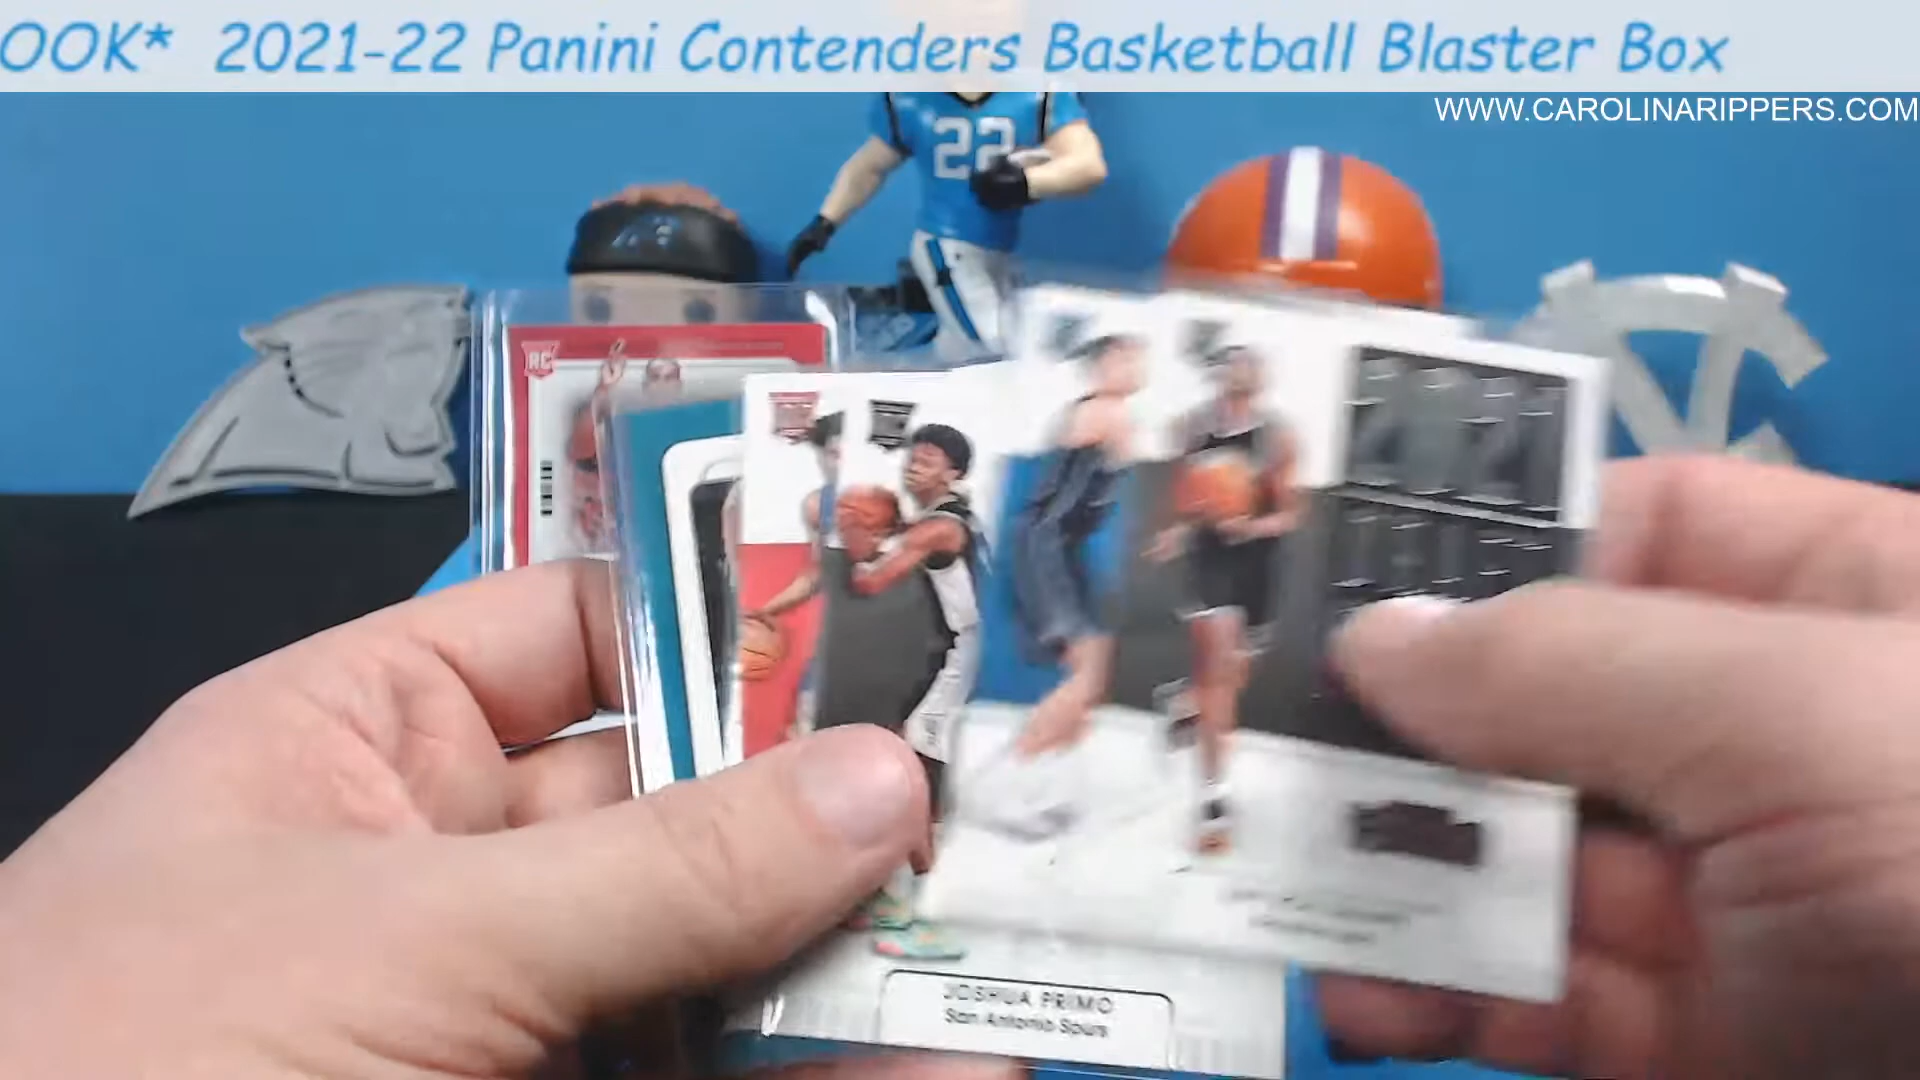 OOK* 2021-22 Panini Contenders Basketball Blaster Box
WWW.CAROLINARIPPERS.COM
22
RC
JOSHUA PRIMO
San Antonio Spurs